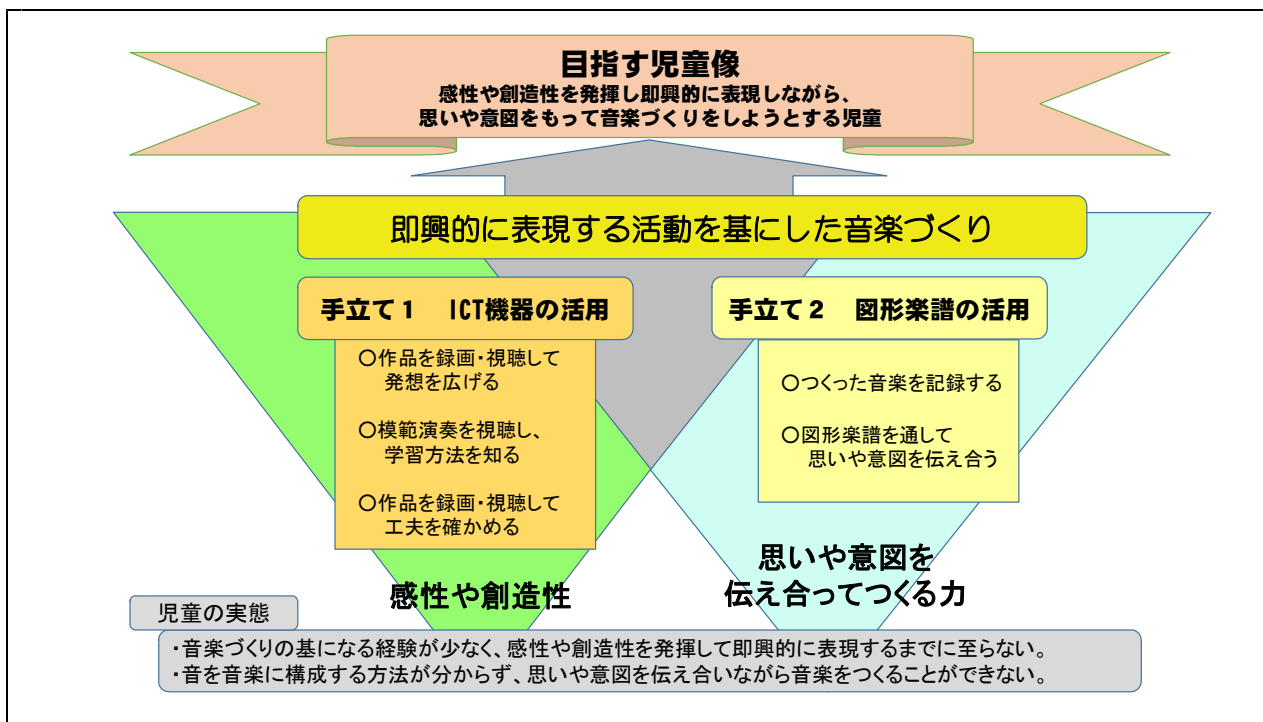 目指す児童像
感性や創造性を発揮し即興的に表現しながら、
思いや意図をもって音楽づくりをしようとする児童
即興的に表現する活動を基にした音楽づくり
手立て1 ICT機器の活用
○作品を録画・視聴して
発想を広げる
○模範演奏を視聴し、
学習方法を知る
○作品を録画・視聴して
工夫を確かめる
感性や創造性
手立て2 図形楽譜の活用
○つくった音楽を記録する
○図形楽譜を通して
思いや意図を伝え合う
思いや意図を
伝え合ってつくる力
児童の実態
・音楽づくりの基になる経験が少なく、感性や創造性を発揮して即興的に表現するまでに至らない。
・音を音楽に構成する方法が分からず、思いや意図を伝え合いながら音楽をつくることができない。